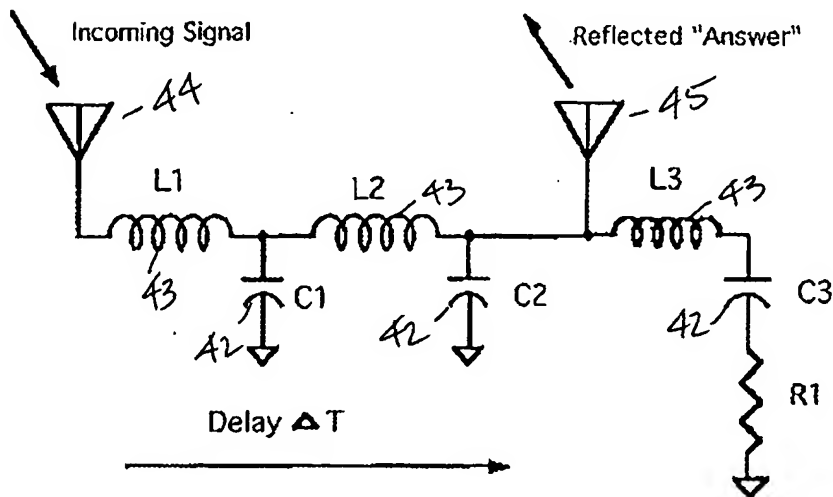 Incoming Signal
Reflected "Answer"
44
45
L1
L2
43
L3
43
43
C1
42
C2
42
C3
42
R1
Delay Δ T